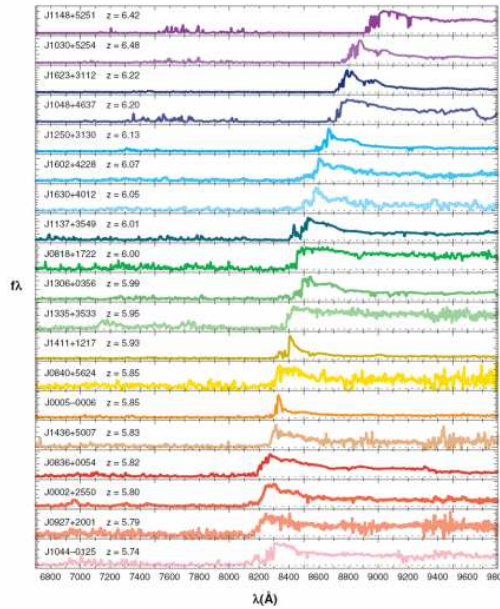 J1148+5251 z = 6.42
J1030+5254 z = 6.48
J1623+3112 z = 6.22
J1048+4637 z = 6.20
J1250+3130 z = 6.13
J1602+4228 z = 6.07
J1630+4012 z = 6.05
J1137+3549 z = 6.01
J0818+1722 z = 6.00
J1306+0356 z = 5.99
fλ
J1335+3533 z = 5.95
J1411+1217 z = 5.93
J0840+5624 z = 5.85
J0005-0006 z = 5.85
J1436+5007 z = 5.83
J0836+0054 z = 5.82
J0002+2550 z = 5.80
J0927+2001 z = 5.79
J1044-0125 z = 5.74
6800 7000 7200 7400 7600 7800 8000 8200 8400 8600 8800 9000 9200 9400 9600 980
λ(Å)